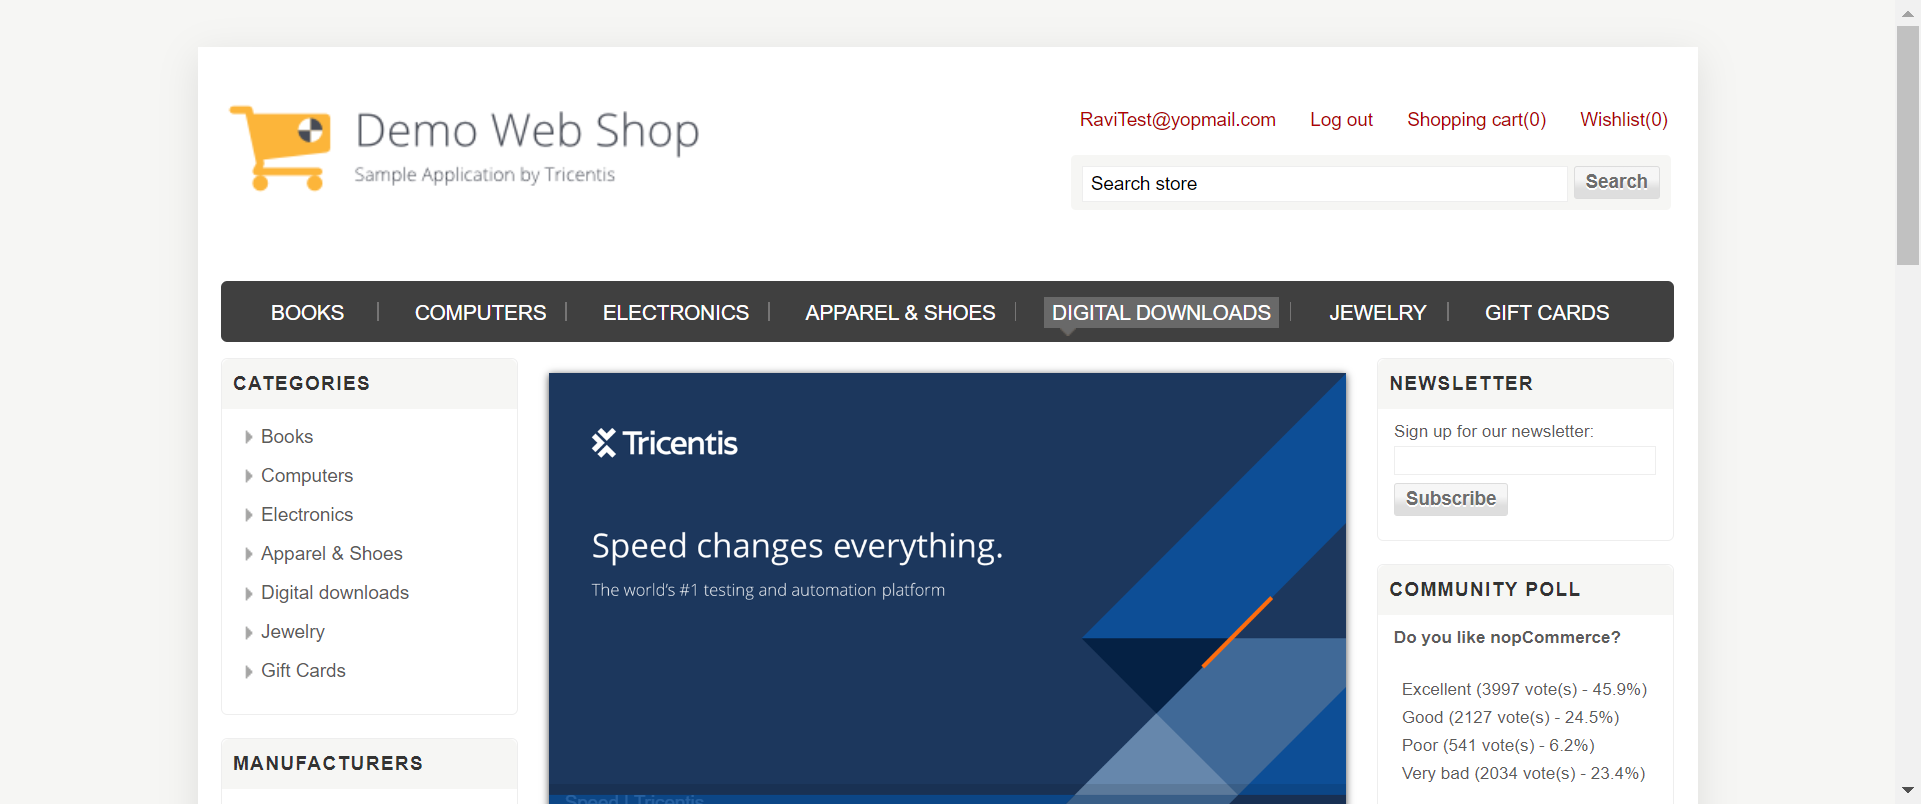 Demo Web Shop
Sample Application by Tricentis
RaviTest@yopmail.com Log out Shopping cart(0) Wishlist(0)
Search store Search
BOOKS COMPUTERS ELECTRONICS APPAREL & SHOES DIGITAL DOWNLOADS JEWELRY GIFT CARDS
CATEGORIES
Books
Computers
Electronics
Apparel & Shoes
Digital downloads
Jewelry
Gift Cards
MANUFACTURERS
Tricentis
Speed changes everything.
The world's #1 testing and automation platform
Speed | Tricentis
NEWSLETTER
Sign up for our newsletter:
Subscribe
COMMUNITY POLL
Do you like nopCommerce?
Excellent (3997 vote(s) - 45.9%)
Good (2127 vote(s) - 24.5%)
Poor (541 vote(s) - 6.2%)
Very bad (2034 vote(s) - 23.4%)